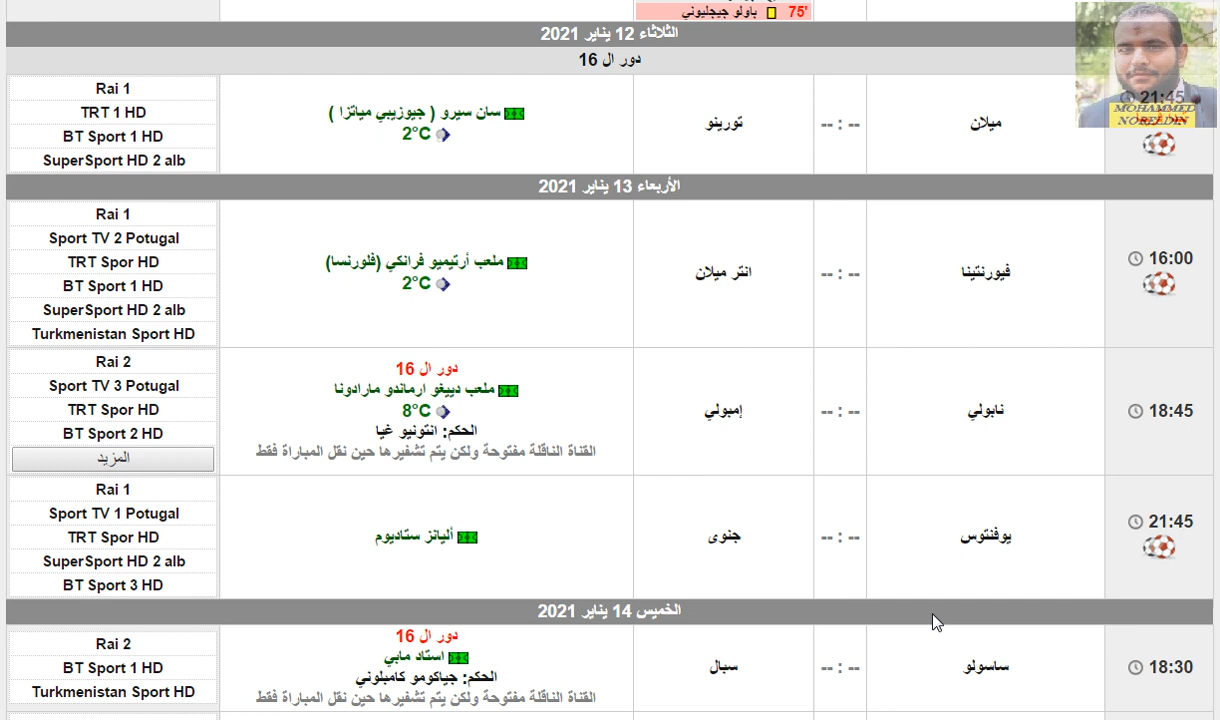 75' باولو جيجليوني
الثلاثاء 12 يناير 2021
دور ال 16
21:45
MOHAMMED
NOREEDIN
ميلان
-- : --
تورينو
سان سيرو ( جيوزيبي مياتزا )
2°C
Rai 1
TRT 1 HD
BT Sport 1 HD
SuperSport HD 2 alb
الأربعاء 13 يناير 2021
16:00
فيورنتينا
-- : --
انتر ميلان
ملعب أرتيميو فرانكي (فلورنسا)
2°C
Rai 1
Sport TV 2 Potugal
TRT Spor HD
BT Sport 1 HD
SuperSport HD 2 alb
Turkmenistan Sport HD
18:45
نابولي
-- : --
إمبولي
دور ال 16
ملعب دييغو ارماندو مارادونا
8°C
الحكم: انتونيو غيا
القناة الناقلة مفتوحة ولكن يتم تشفيرها حين نقل المباراة فقط
Rai 2
Sport TV 3 Potugal
TRT Spor HD
BT Sport 2 HD
المزيد
21:45
يوفنتوس
-- : --
جنوى
أليانز ستاديوم
Rai 1
Sport TV 1 Potugal
TRT Spor HD
SuperSport HD 2 alb
BT Sport 3 HD
الخميس 14 يناير 2021
18:30
ساسولو
-- : --
سبال
دور ال 16
استاد مابي
الحكم: جياكومو كامبلوني
القناة الناقلة مفتوحة ولكن يتم تشفيرها حين نقل المباراة فقط
Rai 2
BT Sport 1 HD
Turkmenistan Sport HD